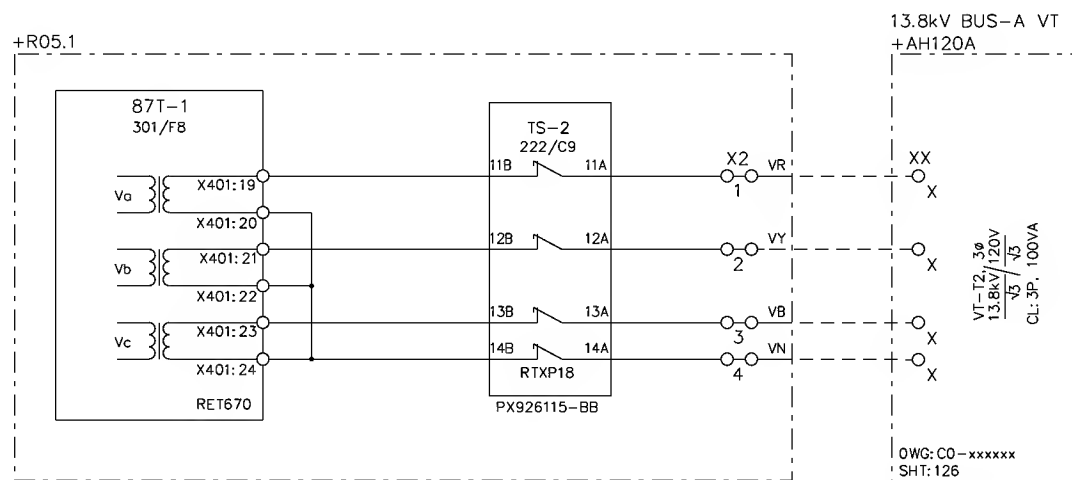 13.8kV BUS-A VT
+R05.1
+AH120A
87T-1
301/F8
TS-2
222/C9
11B
11A
X2
VR
XX
Va
X401:19
1
X
X401:20
12B
12A
VY
Vb
X401:21
2
X
X401:22
13B
13A
VB
Vc
X401:23
3
X
14B
14A
VN
X401:24
RTXP18
4
X
RET670
PX926115-BB
VT-T2, 3ø
13.8kV/120V
√3 √3
CL: 3P, 100VA
DWG: CO-xxxxxx
SHT: 126